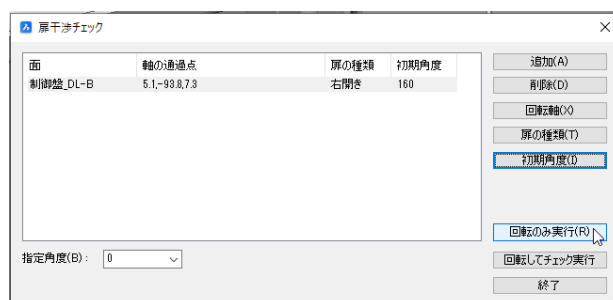 扉干渉チェック
面 軸の通過点 扉の種類 初期角度
制御盤_DL-B 5.1,-93.8,7.3 右開き 160
追加(A)
削除(D)
回転軸(X)
扉の種類(T)
初期角度(I)
回転のみ実行(R)
指定角度(B): 0
回転してチェック実行
終了